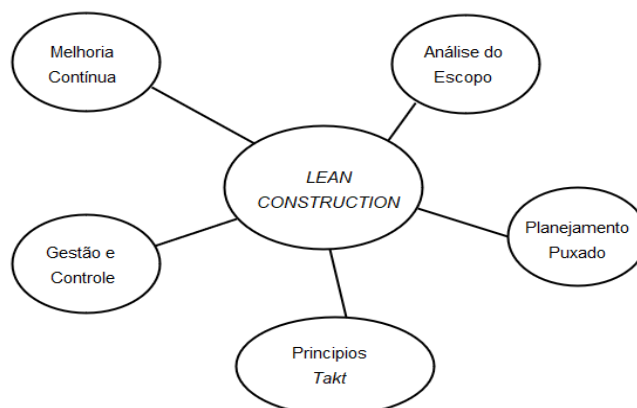 Melhoria
Contínua
Análise do
Escopo
LEAN
CONSTRUCTION
Planejamento
Puxado
Gestão e
Controle
Principios
Takt